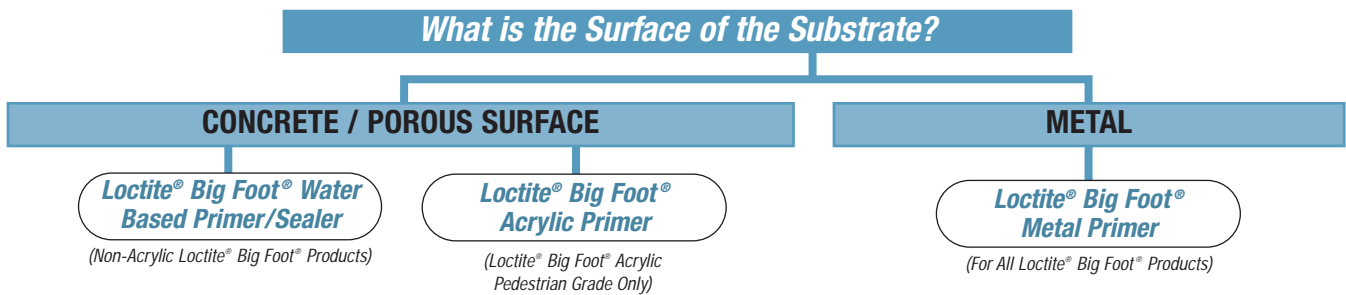 What is the Surface of the Substrate?
CONCRETE / POROUS SURFACE
METAL
Loctite® Big Foot® Water
Based Primer/Sealer
(Non-Acrylic Loctite® Big Foot® Products)
Loctite® Big Foot®
Acrylic Primer
(Loctite® Big Foot® Acrylic
Pedestrian Grade Only)
Loctite® Big Foot®
Metal Primer
(For All Loctite® Big Foot® Products)